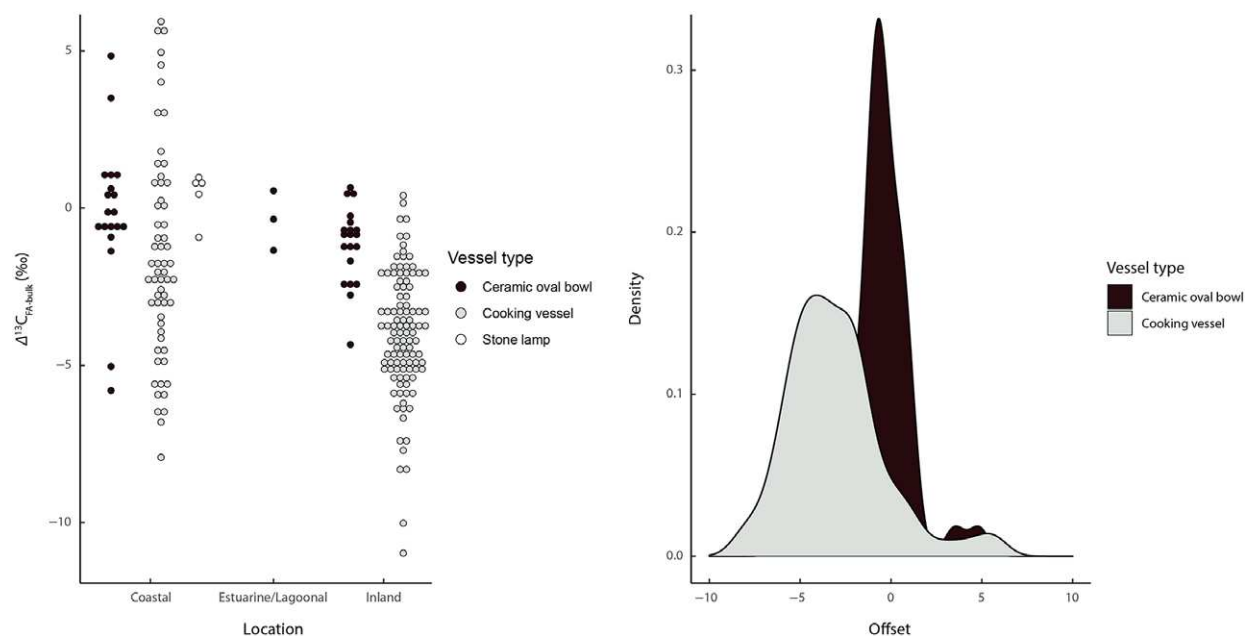 5
0
−5
−10
Δ¹³C FA-bulk (‰)
Coastal
Estuarine/Lagoonal
Inland
Location
Vessel type
Ceramic oval bowl
Cooking vessel
Stone lamp
0.3
0.2
0.1
0.0
Density
−10
−5
0
5
10
Offset
Vessel type
Ceramic oval bowl
Cooking vessel